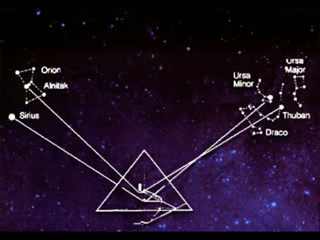 Orion
Alnitak
Sirius
Ursa
Minor
Ursa
Major
Thuban
Draco